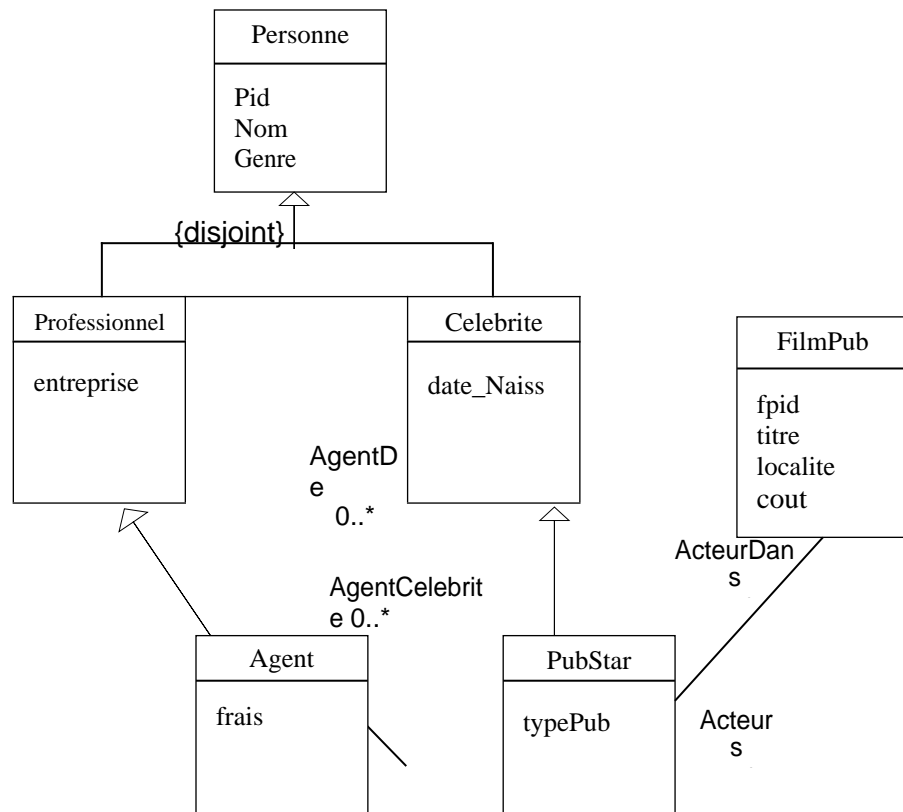 Personne
Pid
Nom
Genre
{disjoint}
Professionnel
entreprise
Celebrite
date_Naiss
FilmPub
fpid
titre
localite
cout
AgentD
e
0..*
AgentCelebrit
e 0..*
ActeurDan
s
Agent
frais
PubStar
typePub
Acteur
s